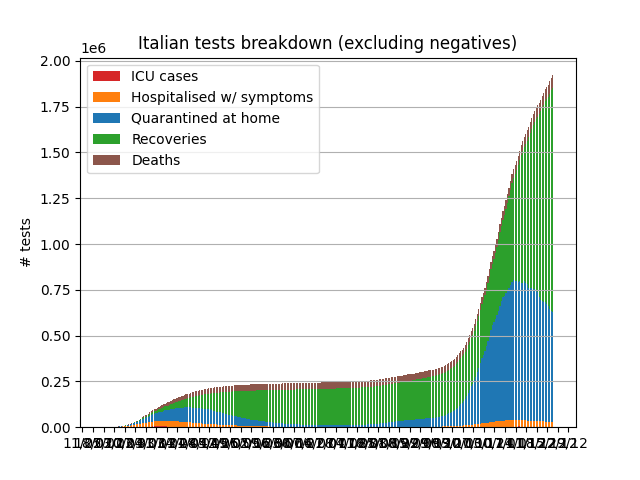 Italian tests breakdown (excluding negatives)
1e6
2.00
1.75
1.50
1.25
1.00
0.75
0.50
0.25
0.00
# tests
ICU cases
Hospitalised w/ symptoms
Quarantined at home
Recoveries
Deaths